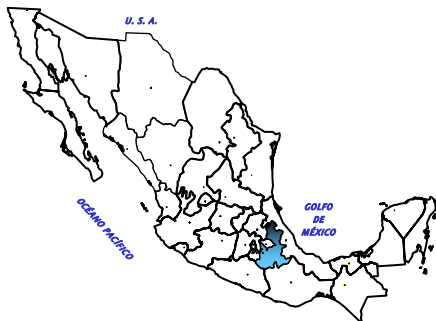 U. S. A.
GOLFO
DE
MÉXICO
OCÉANO PACÍFICO